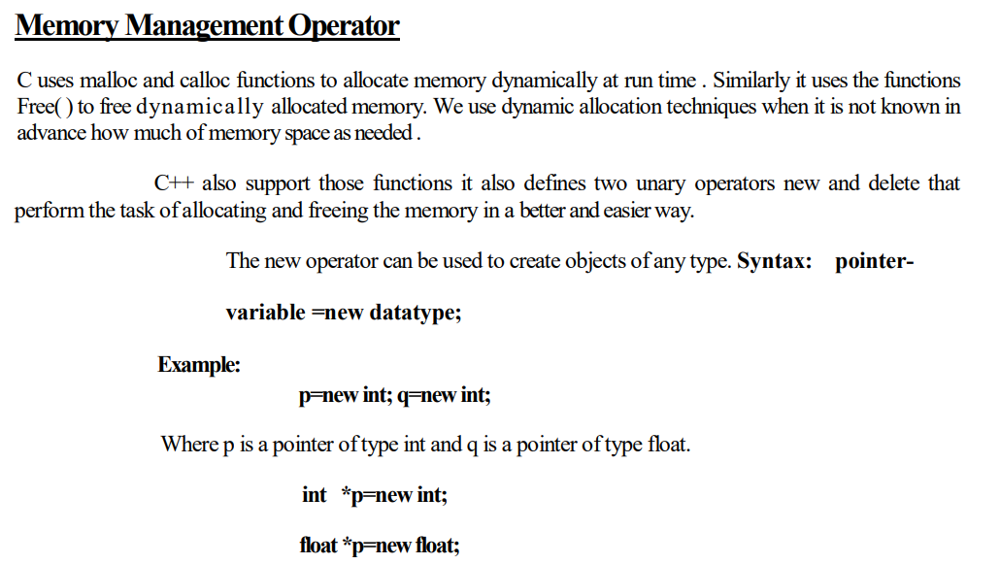 Memory Management Operator
C uses malloc and calloc functions to allocate memory dynamically at run time . Similarly it uses the functions
Free( ) to free dynamically allocated memory. We use dynamic allocation techniques when it is not known in
advance how much of memory space as needed .
C++ also support those functions it also defines two unary operators new and delete that
perform the task of allocating and freeing the memory in a better and easier way.
The new operator can be used to create objects of any type. Syntax: pointer-
variable =new datatype;
Example:
p=new int; q=new int;
Where p is a pointer of type int and q is a pointer of type float.
int *p=new int;
float *p=new float;